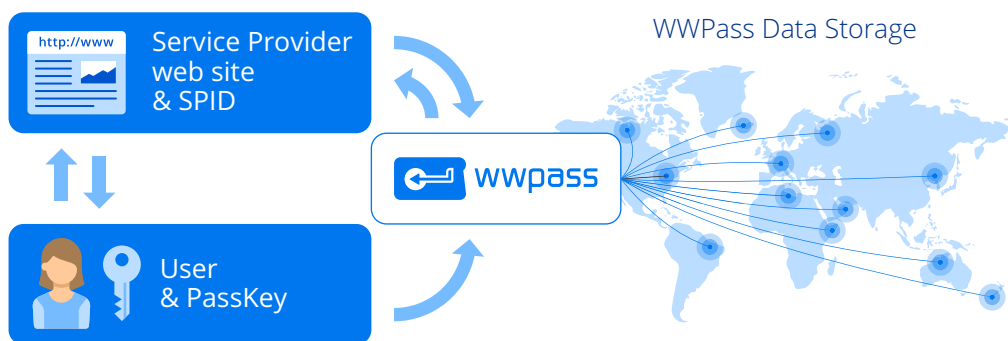 http://www
Service Provider
web site
& SPID
WWPass Data Storage
wwpass
User
& PassKey